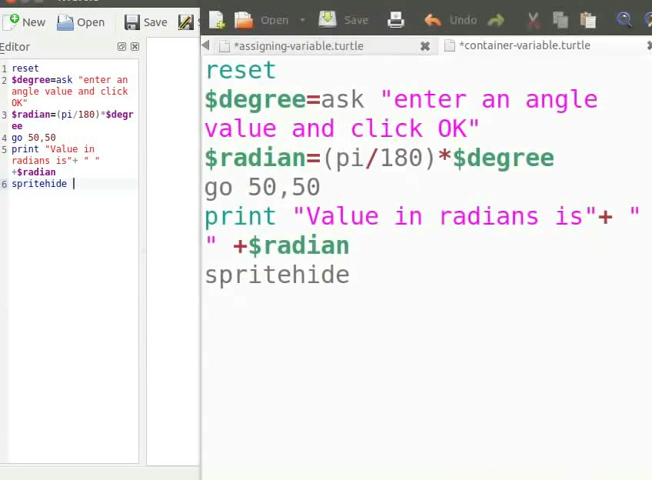 New
Open
Save
Editor
1 reset
2 $degree=ask "enter an
angle value and click
OK"
3 $radian=(pi/180)*$degr
ee
4 go 50,50
5 print "Value in
radians is"+ " "
+$radian
6 spritehide
Open
Save
Undo
*assigning-variable.turtle
*container-variable.turtle
reset
$degree=ask "enter an angle
value and click OK"
$radian=(pi/180)*$degree
go 50,50
print "Value in radians is"+ "
" +$radian
spritehide